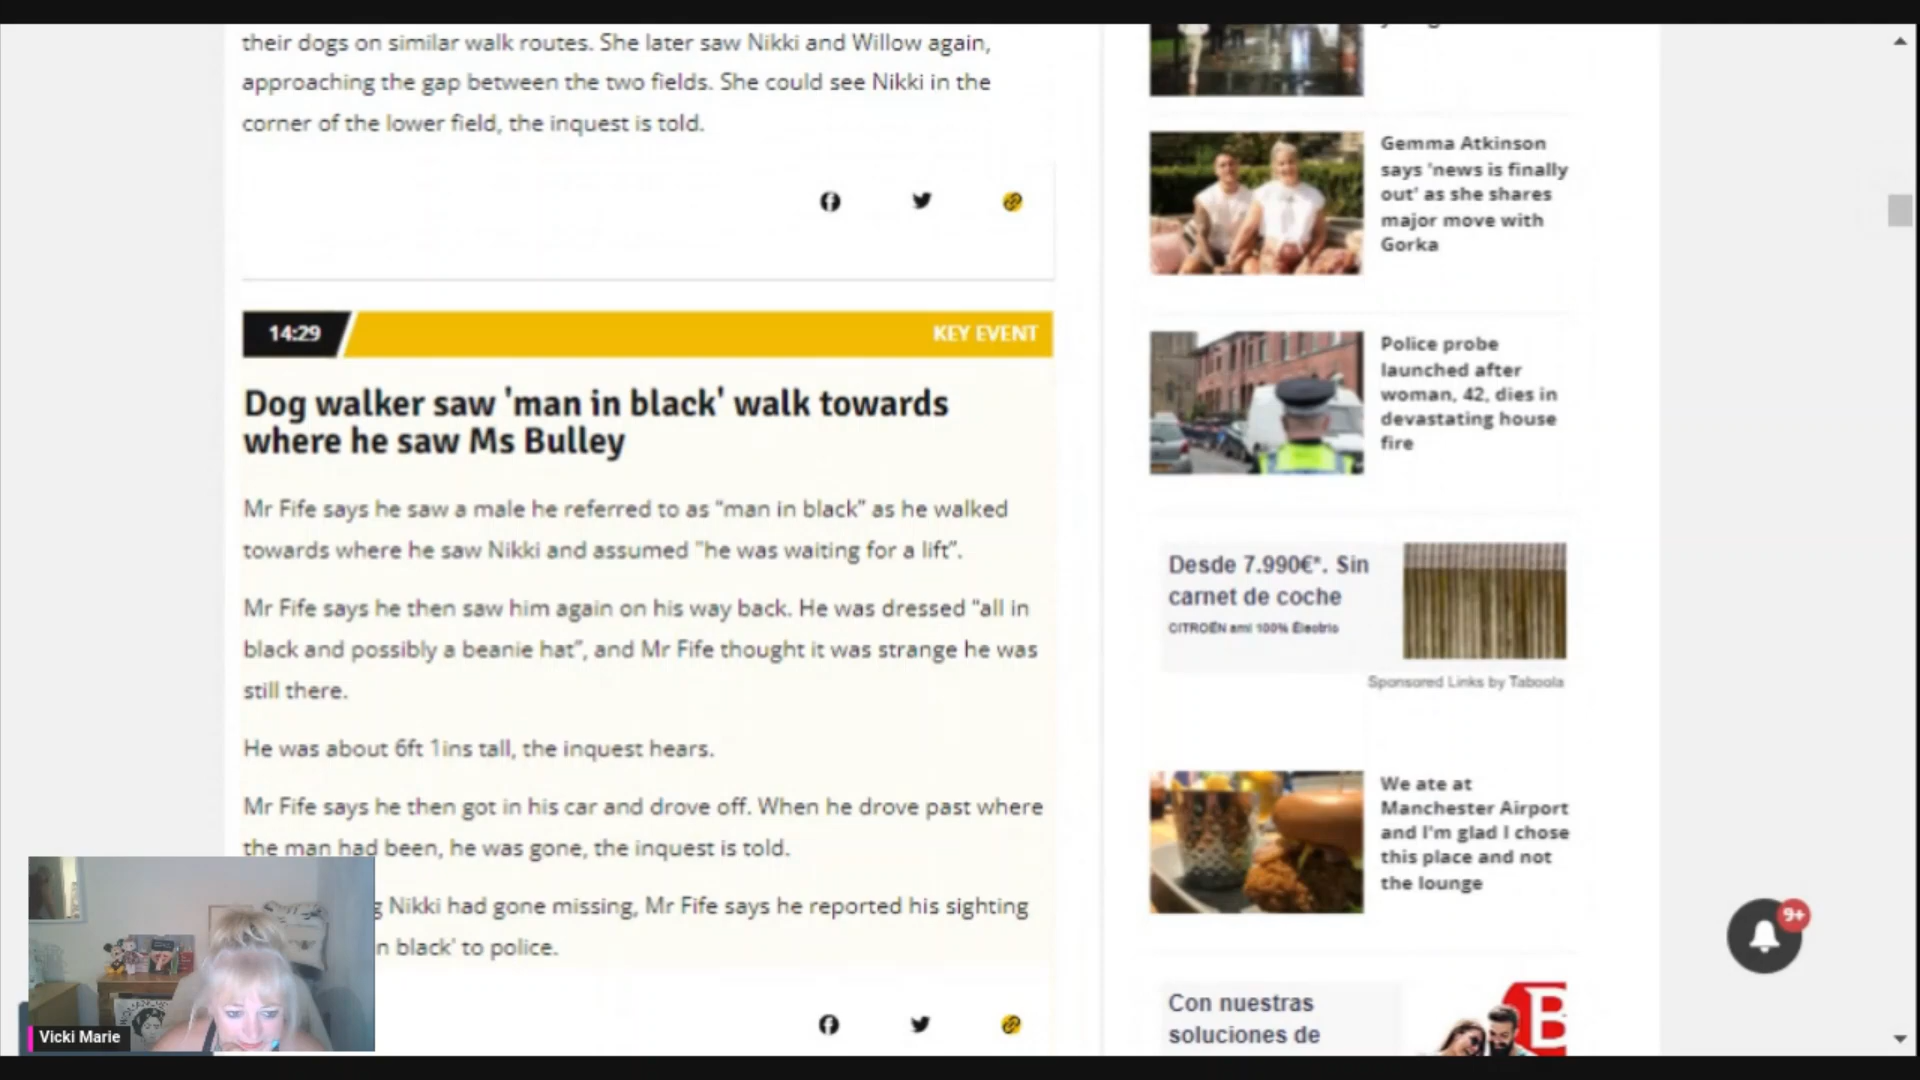 their dogs on similar walk routes. She later saw Nikki and Willow again,
approaching the gap between the two fields. She could see Nikki in the
corner of the lower field, the inquest is told.
14:29
KEY EVENT
Dog walker saw 'man in black' walk towards
where he saw Ms Bulley
Mr Fife says he saw a male he referred to as “man in black” as he walked
towards where he saw Nikki and assumed "he was waiting for a lift”.
Mr Fife says he then saw him again on his way back. He was dressed “all in
black and possibly a beanie hat”, and Mr Fife thought it was strange he was
still there.
He was about 6ft 1ins tall, the inquest hears.
Mr Fife says he then got in his car and drove off. When he drove past where
the man had been, he was gone, the inquest is told.
g Nikki had gone missing, Mr Fife says he reported his sighting
n black' to police.
Vicki Marie
Gemma Atkinson
says 'news is finally
out' as she shares
major move with
Gorka
Police probe
launched after
woman, 42, dies in
devastating house
fire
Desde 7.990€*. Sin
carnet de coche
CITROËN ami 100% Ëlectric
Sponsored Links by Taboola
We ate at
Manchester Airport
and I'm glad I chose
this place and not
the lounge
9+
Con nuestras
soluciones de
B